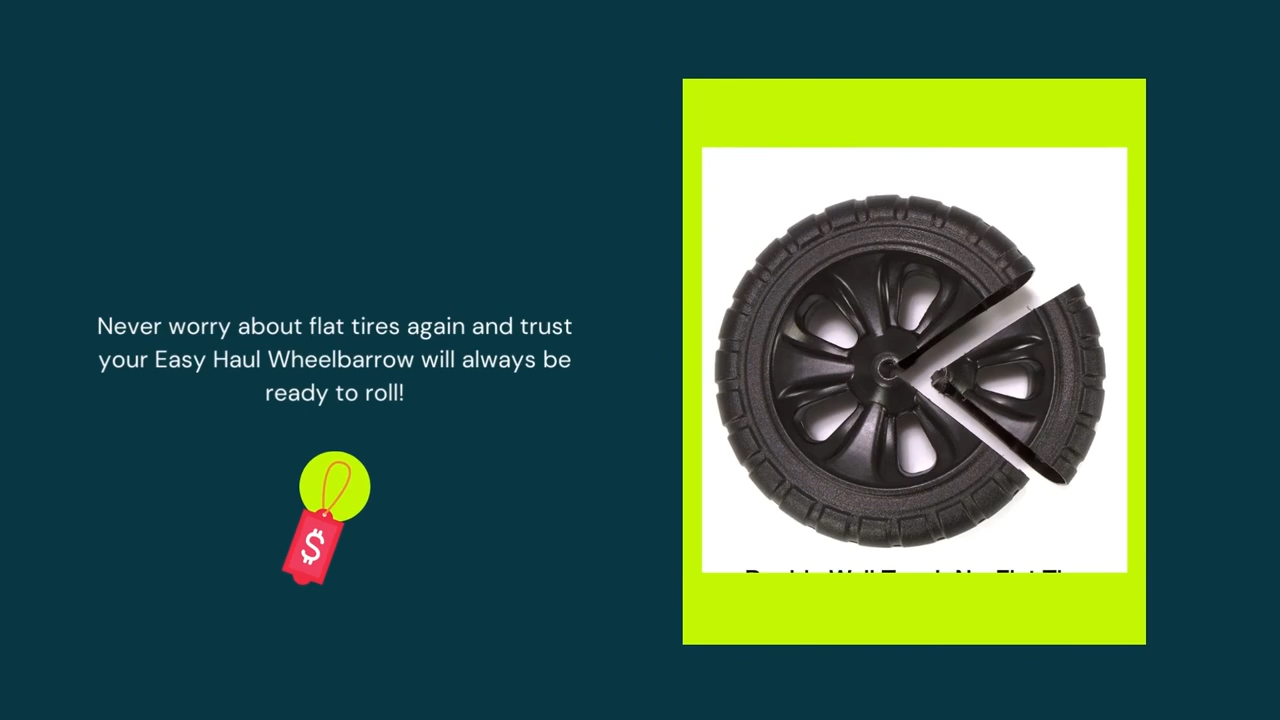 Never worry about flat tires again and trust
your Easy Haul Wheelbarrow will always be
ready to roll!
$